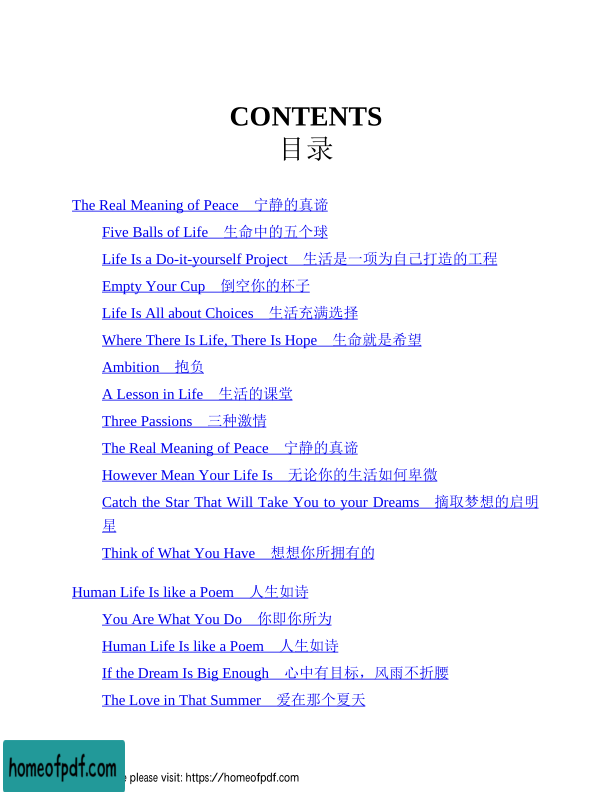 CONTENTS
目录
The Real Meaning of Peace　宁静的真谛
Five Balls of Life　生命中的五个球
Life Is a Do-it-yourself Project　生活是一项为自己打造的工程
Empty Your Cup　倒空你的杯子
Life Is All about Choices　生活充满选择
Where There Is Life, There Is Hope　生命就是希望
Ambition　抱负
A Lesson in Life　生活的课堂
Three Passions　三种激情
The Real Meaning of Peace　宁静的真谛
However Mean Your Life Is　无论你的生活如何卑微
Catch the Star That Will Take You to your Dreams　摘取梦想的启明
星
Think of What You Have　想想你所拥有的
Human Life Is like a Poem　人生如诗
You Are What You Do　你即你所为
Human Life Is like a Poem　人生如诗
If the Dream Is Big Enough　心中有目标，风雨不折腰
The Love in That Summer　爱在那个夏天
homeofpdf.com
please visit: https://homeofpdf.com